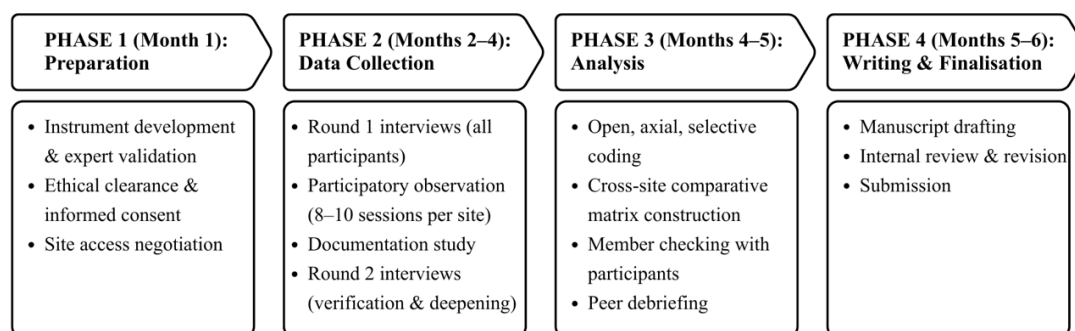 PHASE 1 (Month 1):
Preparation
• Instrument development
& expert validation
• Ethical clearance &
informed consent
• Site access negotiation
PHASE 2 (Months 2–4):
Data Collection
• Round 1 interviews (all
participants)
• Participatory observation
(8–10 sessions per site)
• Documentation study
• Round 2 interviews
(verification & deepening)
PHASE 3 (Months 4–5):
Analysis
• Open, axial, selective
coding
• Cross-site comparative
matrix construction
• Member checking with
participants
• Peer debriefing
PHASE 4 (Months 5–6):
Writing & Finalisation
• Manuscript drafting
• Internal review & revision
• Submission